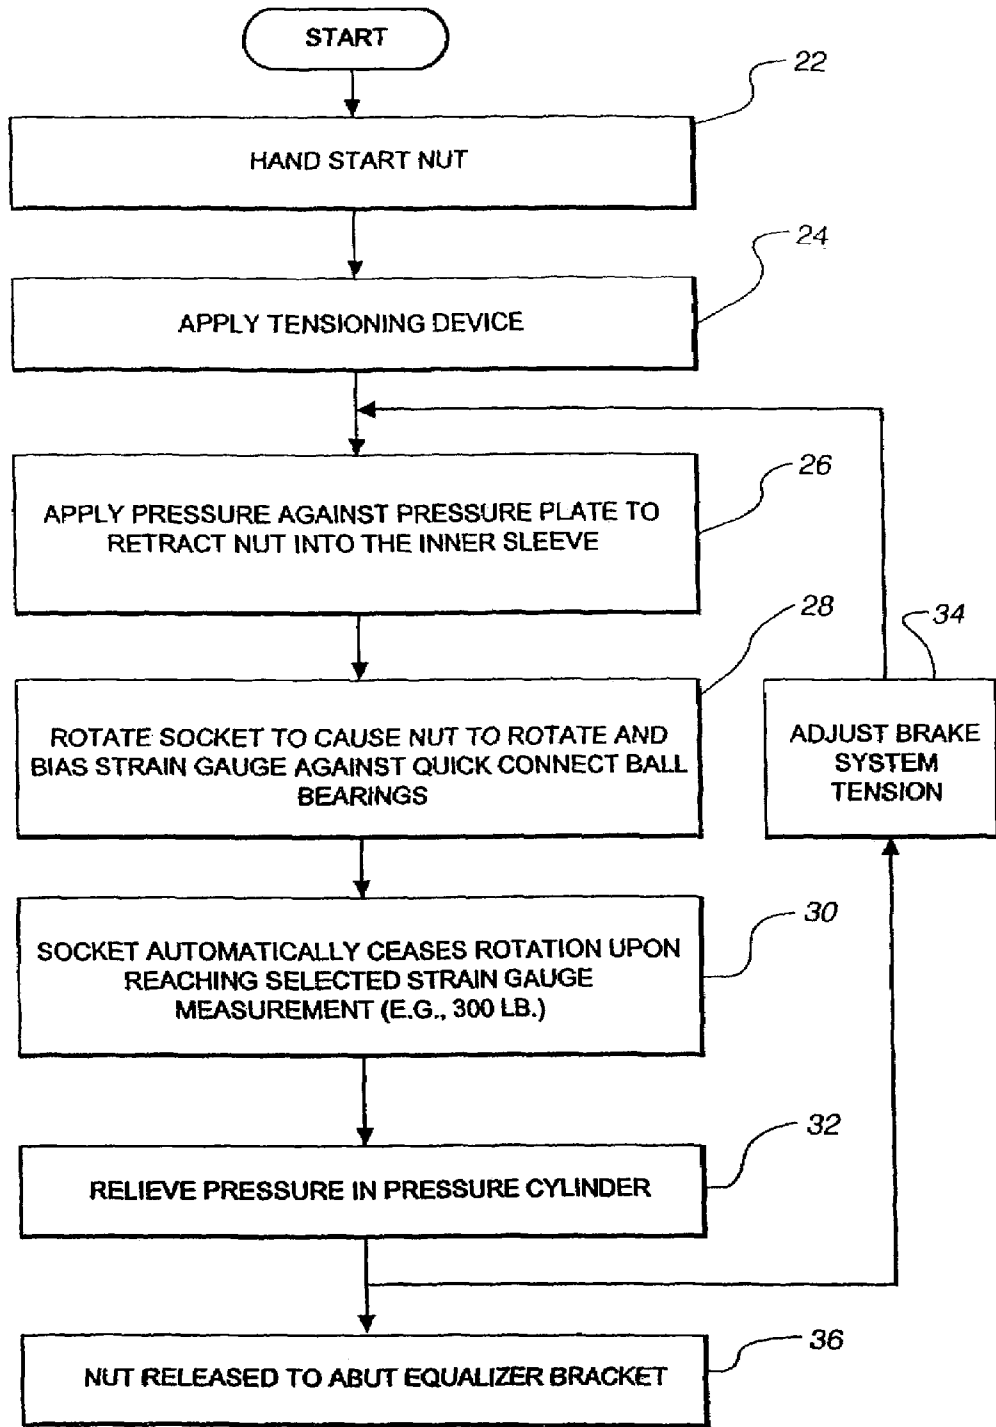 START
22
HAND START NUT
24
APPLY TENSIONING DEVICE
26
APPLY PRESSURE AGAINST PRESSURE PLATE TO
RETRACT NUT INTO THE INNER SLEEVE
28
ROTATE SOCKET TO CAUSE NUT TO ROTATE AND
BIAS STRAIN GAUGE AGAINST QUICK CONNECT BALL
BEARINGS
34
ADJUST BRAKE
SYSTEM
TENSION
30
SOCKET AUTOMATICALLY CEASES ROTATION UPON
REACHING SELECTED STRAIN GAUGE
MEASUREMENT (E.G., 300 LB.)
32
RELIEVE PRESSURE IN PRESSURE CYLINDER
36
NUT RELEASED TO ABUT EQUALIZER BRACKET